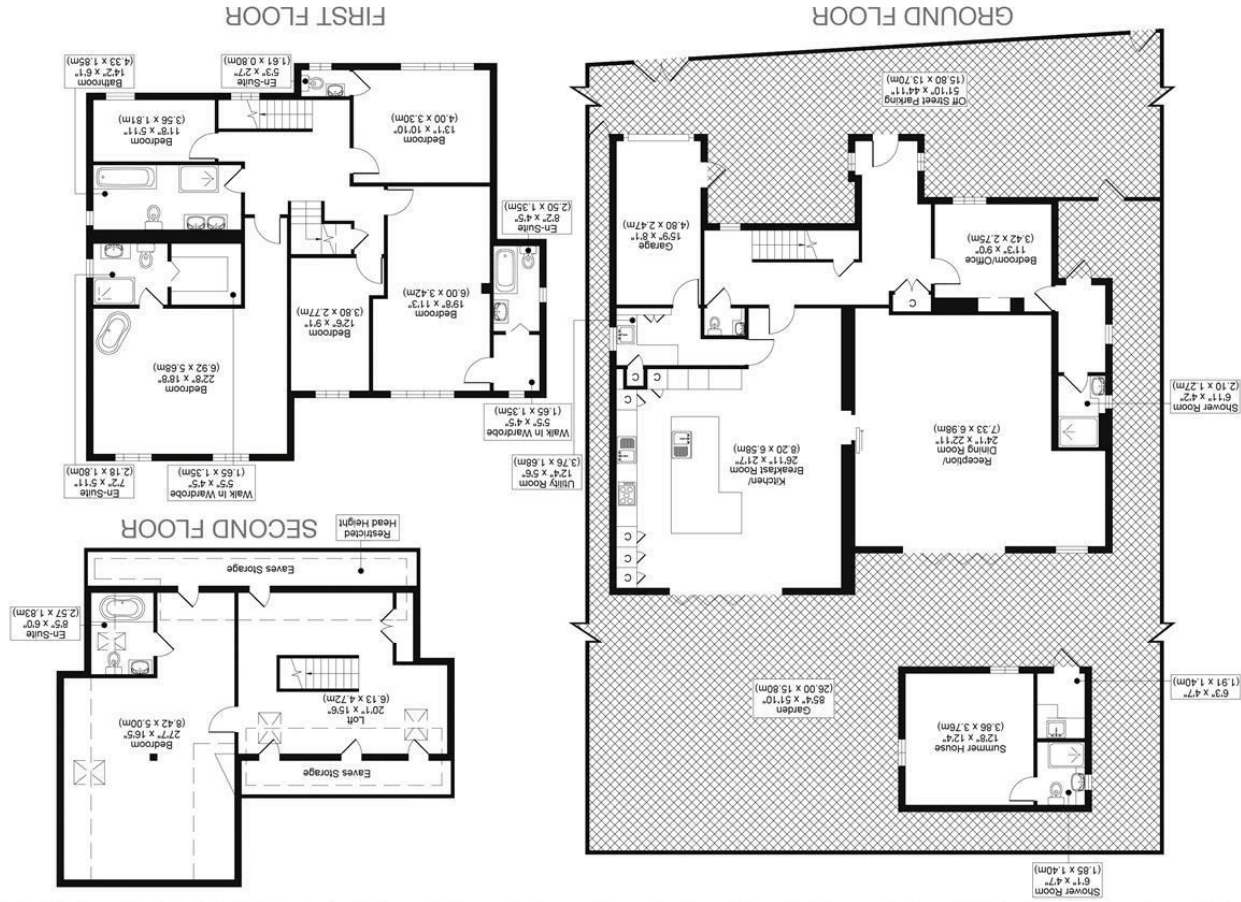 Shower Room
6'1" x 4'7"
(1.85 x 1.40m)
Summer House
12'8" x 12'4"
(3.86 x 3.76m)
6'3" x 4'7"
(1.91 x 1.40m)
Garden
85'4" x 51'10"
(26.00 x 15.80m)
C
C
C
Reception/
Dining Room
24'1" x 22'11"
(7.33 x 6.98m)
Kitchen/
Breakfast Room
26'11" x 21'7"
(8.20 x 6.58m)
Shower Room
6'11" x 4'2"
(2.10 x 1.27m)
C
C
C
Utility Room
12'4" x 5'6"
(3.76 x 1.68m)
C
Bedroom/Office
11'3" x 9'0"
(3.42 x 2.75m)
Garage
15'9" x 8'1"
(4.80 x 2.47m)
Off Street Parking
51'10" x 44'11"
(15.80 x 13.70m)
GROUND FLOOR
Eaves Storage
Loft
20'1" x 15'6"
(6.13 x 4.72m)
Bedroom
27'7" x 16'5"
(8.42 x 5.00m)
En-Suite
8'5" x 6'0"
(2.57 x 1.83m)
Eaves Storage
Restricted
Head Height
SECOND FLOOR
Walk In Wardrobe
5'5" x 4'5"
(1.65 x 1.35m)
En-Suite
7'2" x 5'11"
(2.18 x 1.80m)
Walk In Wardrobe
5'5" x 4'5"
(1.65 x 1.35m)
Bedroom
22'8" x 18'8"
(6.92 x 5.68m)
Bedroom
19'8" x 11'3"
(6.00 x 3.42m)
Bedroom
12'6" x 9'1"
(3.80 x 2.77m)
En-Suite
8'2" x 4'5"
(2.50 x 1.35m)
Bedroom
13'1" x 10'10"
(4.00 x 3.30m)
Bedroom
11'8" x 5'11"
(3.56 x 1.81m)
En-Suite
5'3" x 2'7"
(1.61 x 0.80m)
Bathroom
14'2" x 6'1"
(4.33 x 1.85m)
FIRST FLOOR